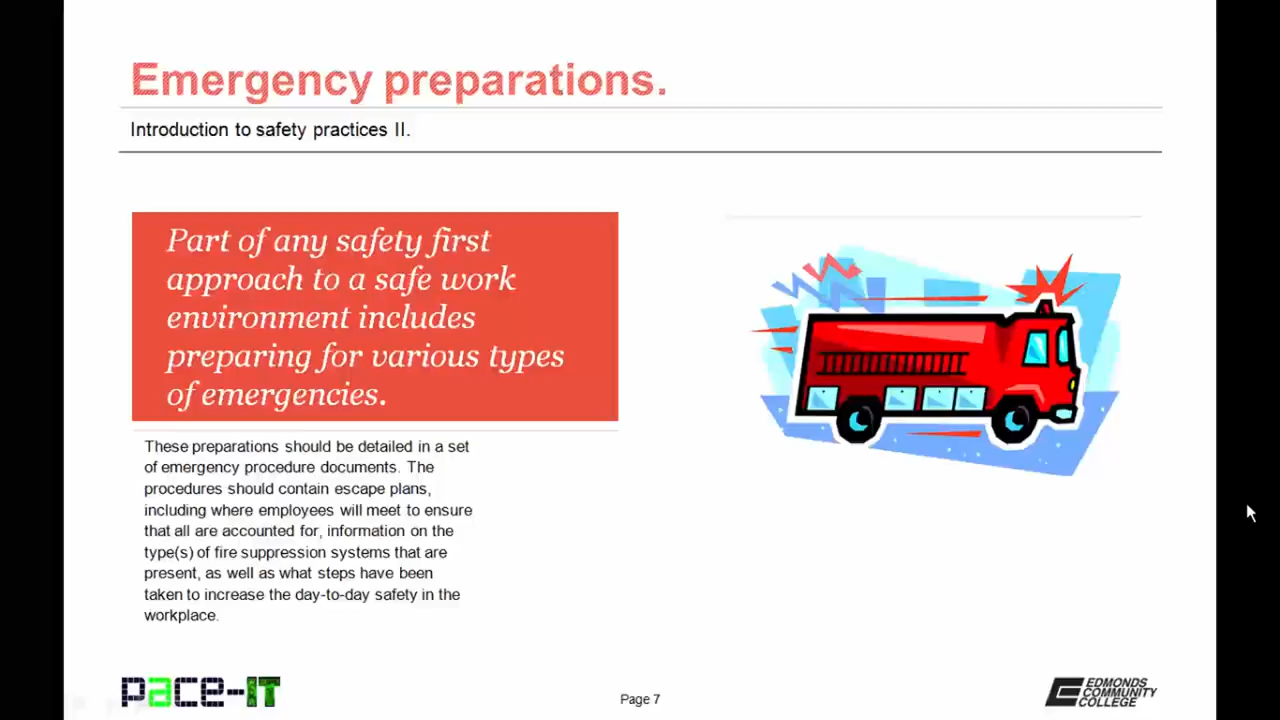 Emergency preparations.
Introduction to safety practices II.
Part of any safety first
approach to a safe work
environment includes
preparing for various types
of emergencies.
These preparations should be detailed in a set
of emergency procedure documents. The
procedures should contain escape plans,
including where employees will meet to ensure
that all are accounted for, information on the
type(s) of fire suppression systems that are
present, as well as what steps have been
taken to increase the day-to-day safety in the
workplace.
PACE-IT
Page 7
EDMONDS
COMMUNITY
COLLEGE